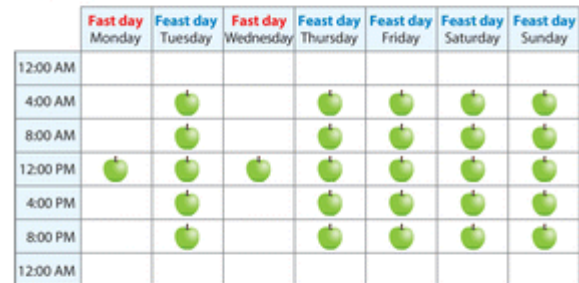 Fast day Feast day Fast day Feast day Feast day Feast day Feast day
Monday Tuesday Wednesday Thursday Friday Saturday Sunday
12:00 AM
4:00 AM
8:00 AM
12:00 PM
4:00 PM
8:00 PM
12:00 AM